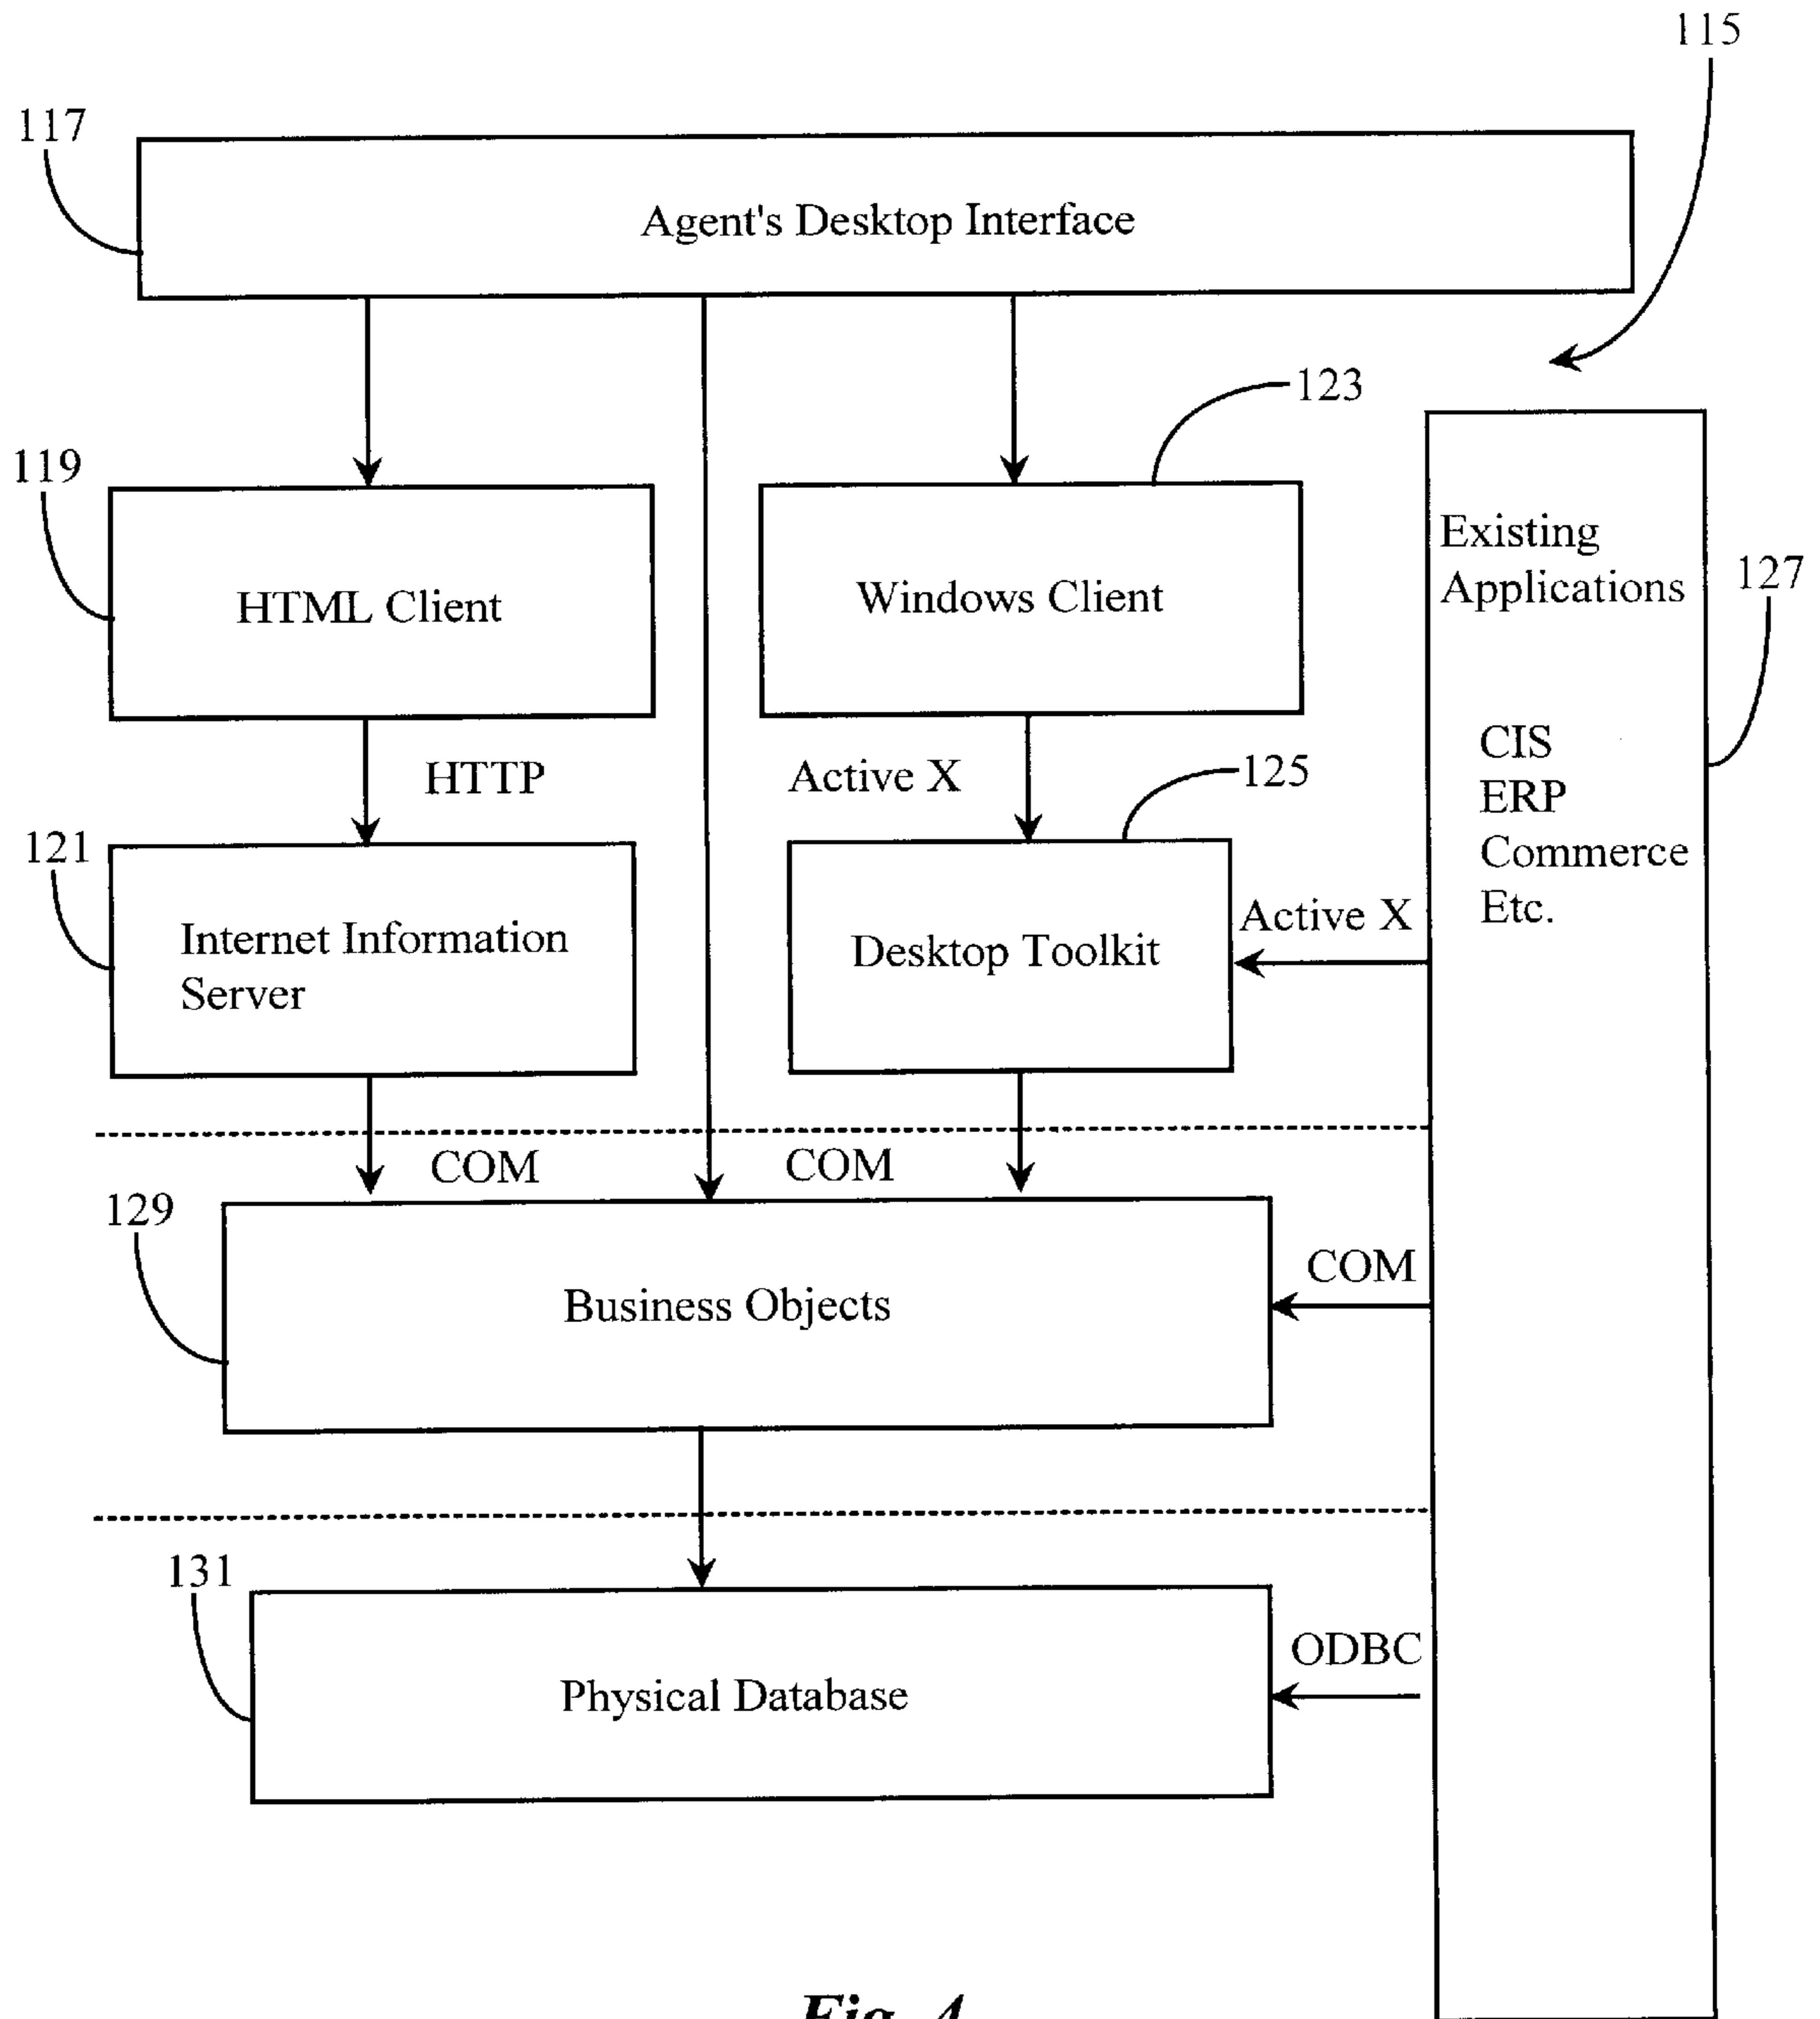 115
117
Agent's Desktop Interface
123
119
HTML Client
Windows Client
Existing
Applications
127
CIS
ERP
Commerce
Etc.
HTTP
Active X
125
121
Internet Information
Server
Desktop Toolkit
Active X
COM
COM
129
Business Objects
COM
131
Physical Database
ODBC
Fig. 4